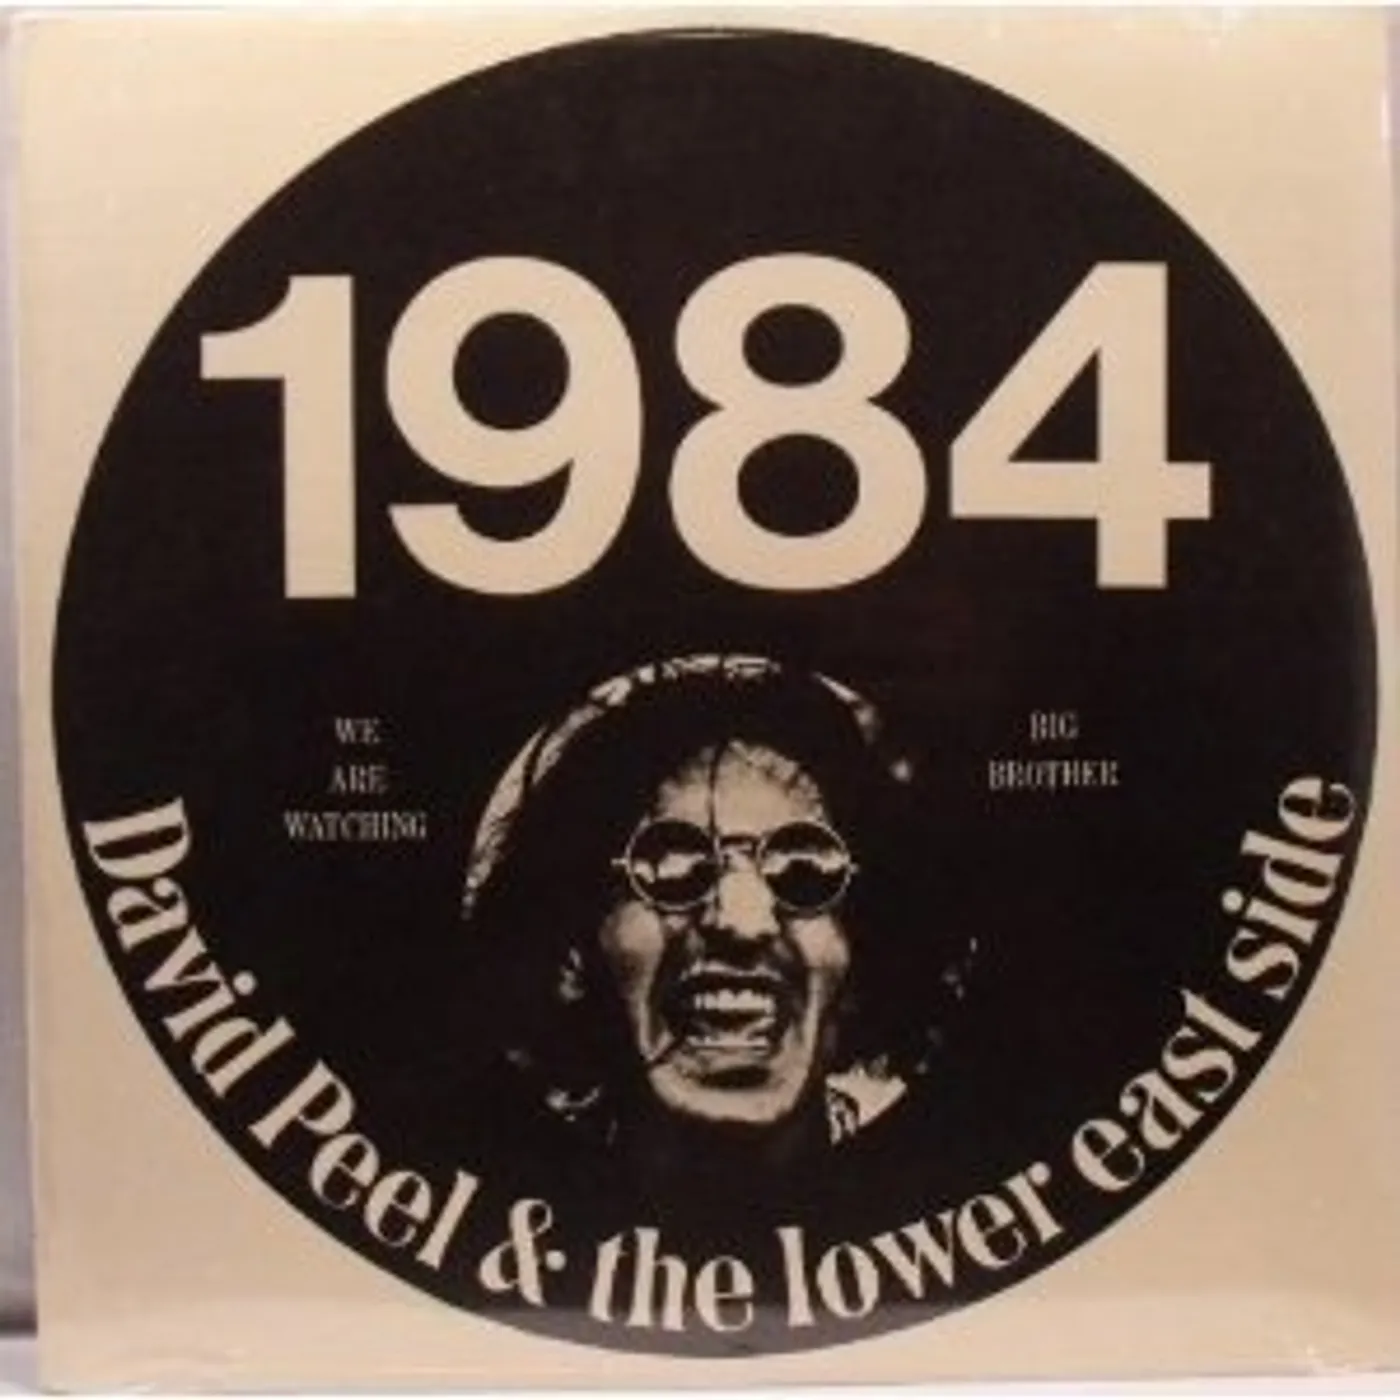 1984
WE
ARE
WATCHING
BIG
BROTHER
David Peel & the lower east side